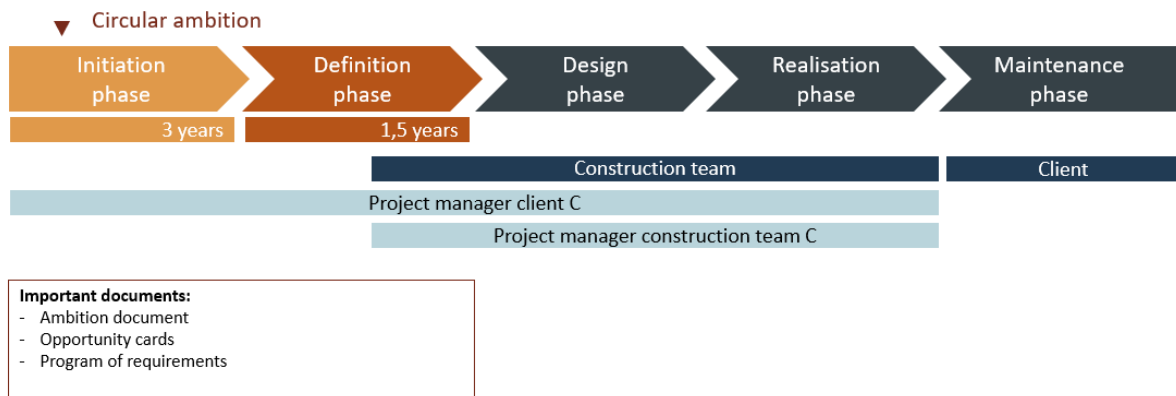 Circular ambition
Initiation
phase
Definition
phase
Design
phase
Realisation
phase
Maintenance
phase
3 years
1,5 years
Construction team
Client
Project manager client C
Project manager construction team C
Important documents:
- Ambition document
- Opportunity cards
- Program of requirements